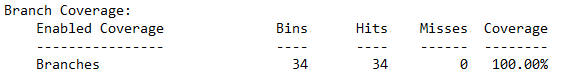 Branch Coverage:
    Enabled Coverage              Bins      Hits    Misses  Coverage
    ----------------              ----      ----    ------  --------
    Branches                        34        34         0   100.00%